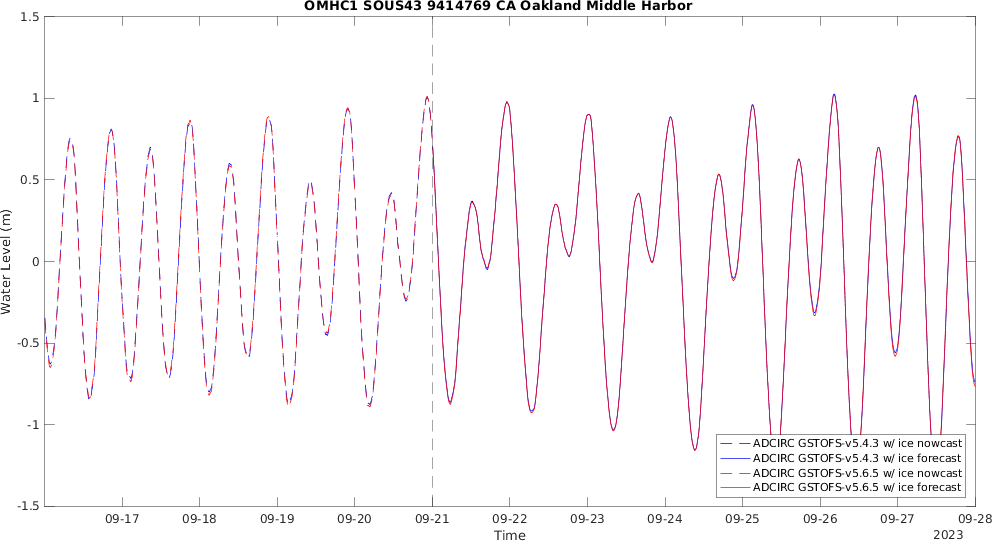 OMHC1 SOUS43 9414769 CA Oakland Middle Harbor
1.5
1
0.5
0
-0.5
-1
-1.5
Water Level (m)
ADCIRC GSTOFS-v5.4.3 w/ ice nowcast
ADCIRC GSTOFS-v5.4.3 w/ ice forecast
ADCIRC GSTOFS-v5.6.5 w/ ice nowcast
ADCIRC GSTOFS-v5.6.5 w/ ice forecast
09-17 09-18 09-19 09-20 09-21 09-22 09-23 09-24 09-25 09-26 09-27 09-28
Time
2023